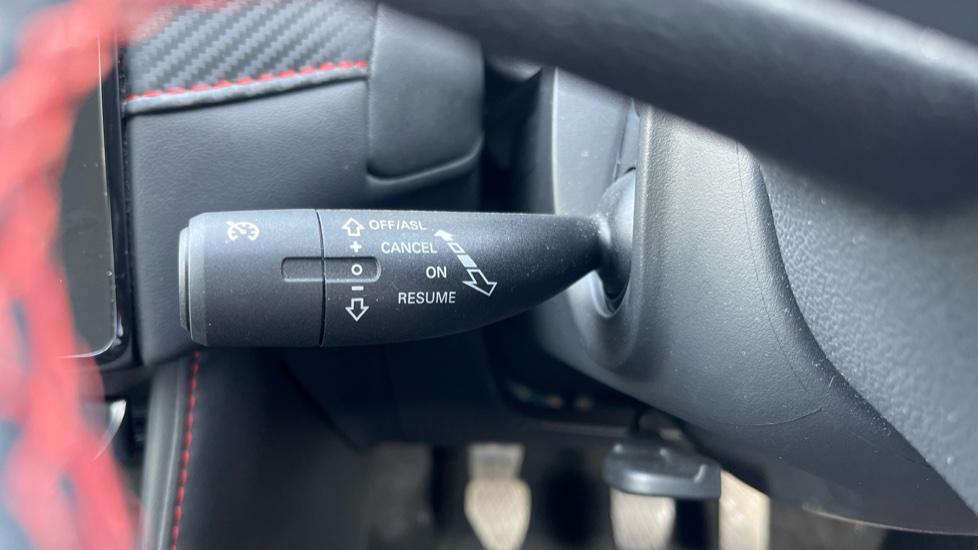 OFF/ASL
+ CANCEL
O ON
− RESUME